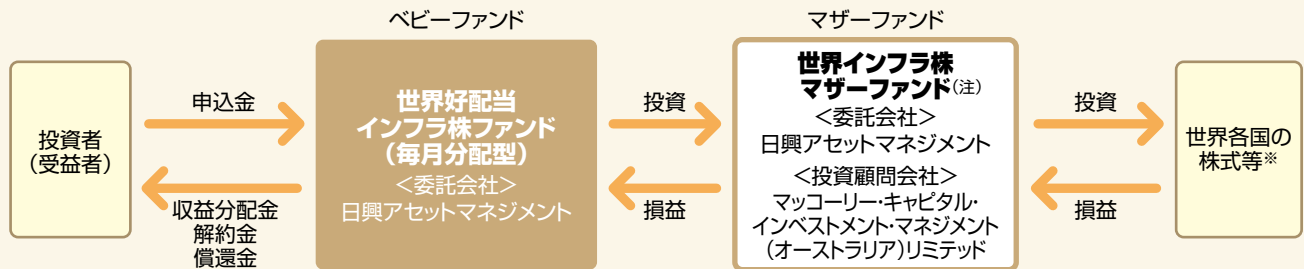 ベビーファンド
マザーファンド
投資者
(受益者)
申込金
収益分配金
解約金
償還金
世界好配当
インフラ株ファンド
(毎月分配型)
<委託会社>
日興アセットマネジメント
投資
損益
世界インフラ株
マザーファンド(注)
<委託会社>
日興アセットマネジメント
<投資顧問会社>
マッコーリー・キャピタル・
インベストメント・マネジメント
(オーストラリア)リミテッド
投資
損益
世界各国の
株式等※